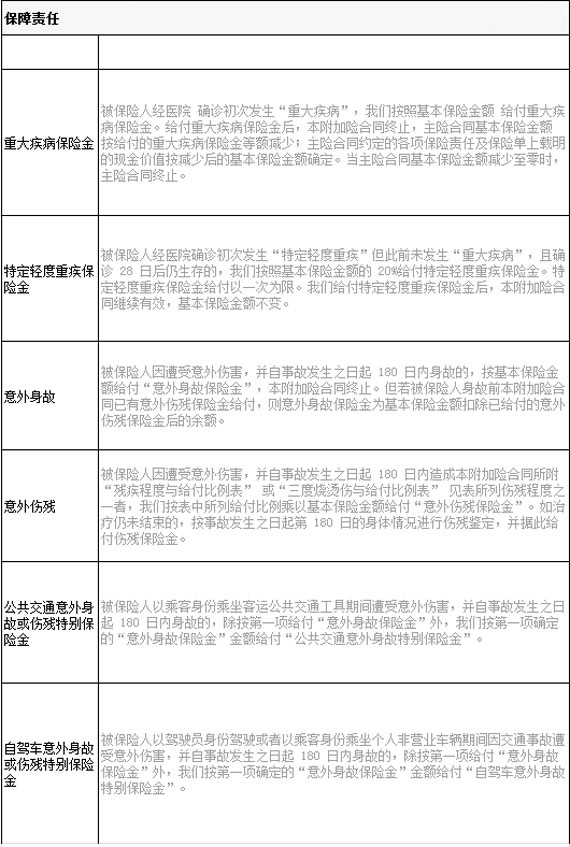 保障责任
重大疾病保险金
被保险人经医院 确诊初次发生“重大疾病”，我们按照基本保险金额 给付重大疾
病保险金。给付重大疾病保险金后，本附加险合同终止，主险合同基本保险金额
按给付的重大疾病保险金等额减少；主险合同约定的各项保险责任及保险单上载明
的现金价值按减少后的基本保险金额确定。当主险合同基本保险金额减少至零时，
主险合同终止。
特定轻度重疾保
险金
被保险人经医院确诊初次发生“特定轻度重疾”但此前未发生“重大疾病”，且确
诊 28 日后仍生存的，我们按照基本保险金额的 20%给付特定轻度重疾保险金。特
定轻度重疾保险金给付以一次为限。我们给付特定轻度重疾保险金后，本附加险合
同继续有效，基本保险金额不变。
意外身故
被保险人因遭受意外伤害，并自事故发生之日起 180 日内身故的，按基本保险金
额给付“意外身故保险金”，本附加险合同终止。但若被保险人身故前本附加险合
同已有意外伤残保险金给付，则意外身故保险金为基本保险金额扣除已给付的意外
伤残保险金后的余额。
意外伤残
被保险人因遭受意外伤害，并自事故发生之日起 180 日内造成本附加险合同所附
“残疾程度与给付比例表” 或“三度烧烫伤与给付比例表” 见表所列伤残程度之
一者，我们按表中所列给付比例乘以基本保险金额给付“意外伤残保险金”。如治
疗仍未结束的，按事故发生之日起第 180 日的身体情况进行伤残鉴定，并据此给
付伤残保险金。
公共交通意外身
故或伤残特别保
险金
被保险人以乘客身份乘坐客运公共交通工具期间遭受意外伤害，并自事故发生之日
起 180 日内身故的，除按第一项给付“意外身故保险金”外，我们按第一项确定
的“意外身故保险金”金额给付“公共交通意外身故特别保险金”。
自驾车意外身故
或伤残特别保险
金
被保险人以驾驶员身份驾驶或者以乘客身份乘坐个人非营业车辆期间因交通事故遭
受意外伤害，并自事故发生之日起 180 日内身故的，除按第一项给付“意外身故
保险金”外，我们按第一项确定的“意外身故保险金”金额给付“自驾车意外身故
特别保险金”。